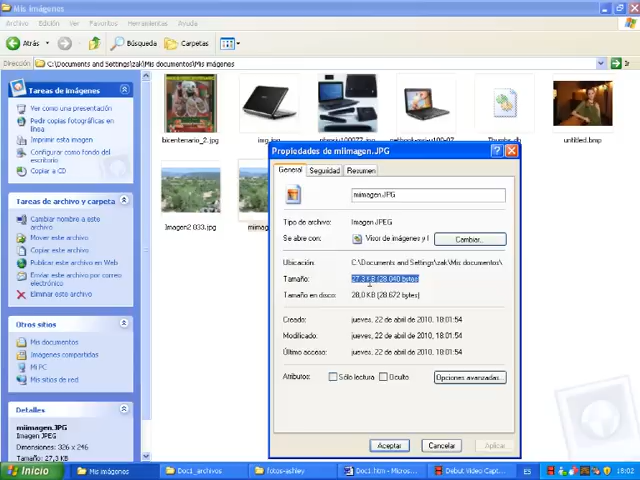 Mis imágenes
Archivo Edición Ver Favoritos Herramientas Ayuda
Atrás Búsqueda Carpetas
Dirección C:\Documents and Settings\zak\Mis documentos\Mis imágenes
Tareas de imágenes
Ver como una presentación
Pedir copias fotográficas en
línea
Imprimir esta imagen
Configurar como fondo del
escritorio
Copiar a CD
Tareas de archivo y carpeta
Cambiar nombre a este
archivo
Mover este archivo
Copiar este archivo
Publicar este archivo en Web
Enviar este archivo por correo
electrónico
Eliminar este archivo
Otros sitios
Mis documentos
Imágenes compartidas
Mi PC
Mis sitios de red
Detalles
miimagen.JPG
Imagen JPEG
Dimensiones: 326 x 246
Tamaño: 27,3 KB
bicentenario_2.jpg
img.jpg
Thumbs.db
untitled.bmp
Imagen2 033.jpg
Propiedades de miimagen.JPG
General Seguridad Resumen
miimagen.JPG
Tipo de archivo: Imagen JPEG
Se abre con: Visor de imágenes y f Cambiar...
Ubicación: C:\Documents and Settings\zak\Mis documentos\
Tamaño: 27,3 KB (28.040 bytes)
Tamaño en disco: 28,0 KB (28.672 bytes)
Creado: jueves, 22 de abril de 2010, 18:01:54
Modificado: jueves, 22 de abril de 2010, 18:01:54
Último acceso: jueves, 22 de abril de 2010, 18:01:54
Atributos: Sólo lectura Oculto Opciones avanzadas...
Aceptar Cancelar Aplicar
Inicio Mis imágenes Doc1_archivos fotos-ashley Doc1.htm - Micros... Debut Video Capt... ES 18:02